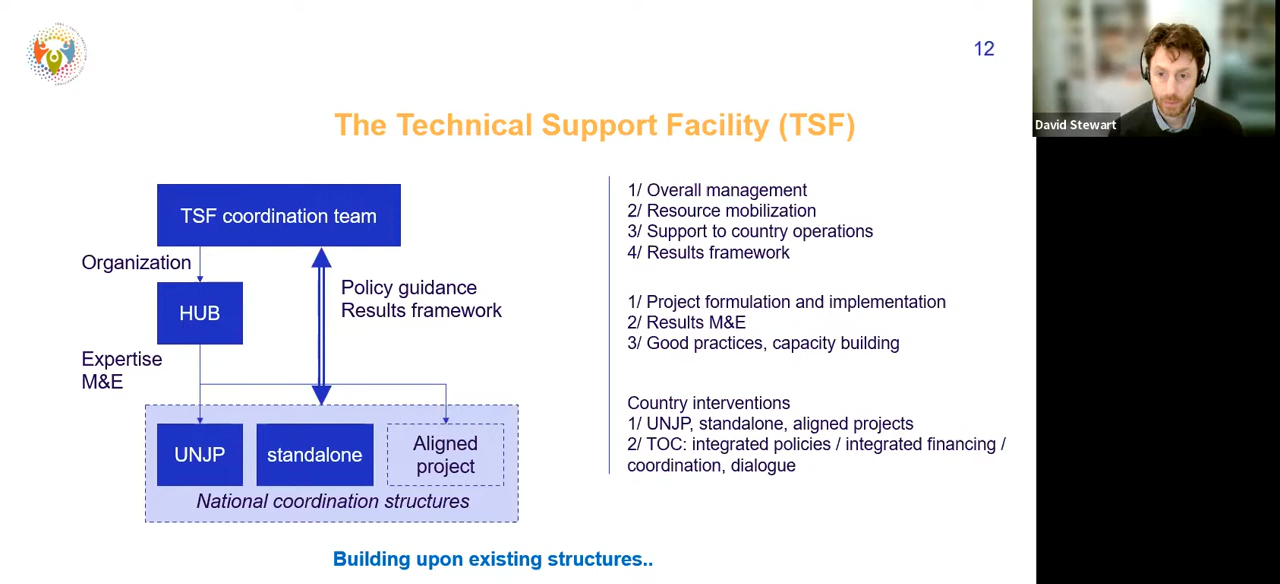 12
David Stewart
The Technical Support Facility (TSF)
TSF coordination team
Organization
HUB
Policy guidance
Results framework
Expertise
M&E
UNJP
standalone
Aligned
project
National coordination structures
1/ Overall management
2/ Resource mobilization
3/ Support to country operations
4/ Results framework
1/ Project formulation and implementation
2/ Results M&E
3/ Good practices, capacity building
Country interventions
1/ UNJP, standalone, aligned projects
2/ TOC: integrated policies / integrated financing /
coordination, dialogue
Building upon existing structures..